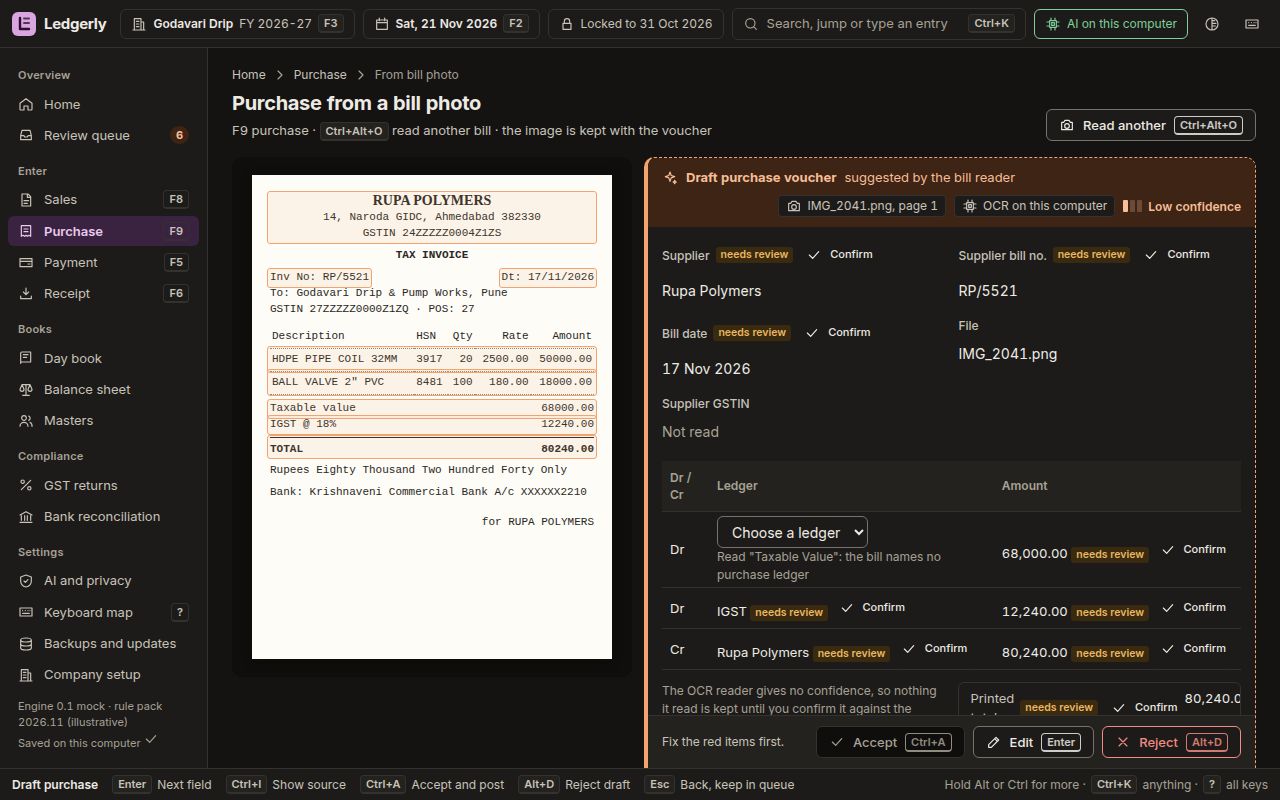 Ledgerly
Godavari Drip FY 2026-27 F3
Sat, 21 Nov 2026 F2
Locked to 31 Oct 2026
Search, jump or type an entry Ctrl+K
AI on this computer
Overview
Home
Review queue 6
Enter
Sales F8
Purchase F9
Payment F5
Receipt F6
Books
Day book
Balance sheet
Masters
Compliance
GST returns
Bank reconciliation
Settings
AI and privacy
Keyboard map ?
Backups and updates
Company setup
Engine 0.1 mock · rule pack
2026.11 (illustrative)
Saved on this computer
Home > Purchase > From bill photo
Purchase from a bill photo
F9 purchase · Ctrl+Alt+O read another bill · the image is kept with the voucher
Read another Ctrl+Alt+O
RUPA POLYMERS
14, Naroda GIDC, Ahmedabad 382330
GSTIN 24ZZZZZ0004Z1ZS
TAX INVOICE
Inv No: RP/5521 Dt: 17/11/2026
To: Godavari Drip & Pump Works, Pune
GSTIN 27ZZZZZ0000Z1ZQ · POS: 27
Description HSN Qty Rate Amount
HDPE PIPE COIL 32MM 3917 20 2500.00 50000.00
BALL VALVE 2" PVC 8481 100 180.00 18000.00
Taxable value 68000.00
IGST @ 18% 12240.00
TOTAL 80240.00
Rupees Eighty Thousand Two Hundred Forty Only
Bank: Krishnaveni Commercial Bank A/c XXXXXX2210
for RUPA POLYMERS
Draft purchase voucher suggested by the bill reader
IMG_2041.png, page 1
OCR on this computer
Low confidence
Supplier needs review Confirm
Rupa Polymers
Supplier bill no. needs review Confirm
RP/5521
Bill date needs review Confirm
17 Nov 2026
File
IMG_2041.png
Supplier GSTIN
Not read
Dr / Cr Ledger Amount
Dr Choose a ledger 68,000.00 needs review Confirm
Read "Taxable Value": the bill names no
purchase ledger
Dr IGST needs review Confirm 12,240.00 needs review Confirm
Cr Rupa Polymers needs review Confirm 80,240.00 needs review Confirm
The OCR reader gives no confidence, so nothing
it read is kept until you confirm it against the
Printed needs review Confirm 80,240.0
Fix the red items first.
Accept Ctrl+A
Edit Enter
Reject Alt+D
Draft purchase Enter Next field Ctrl+I Show source Ctrl+A Accept and post Alt+D Reject draft Esc Back, keep in queue
Hold Alt or Ctrl for more · Ctrl+K anything · ? all keys